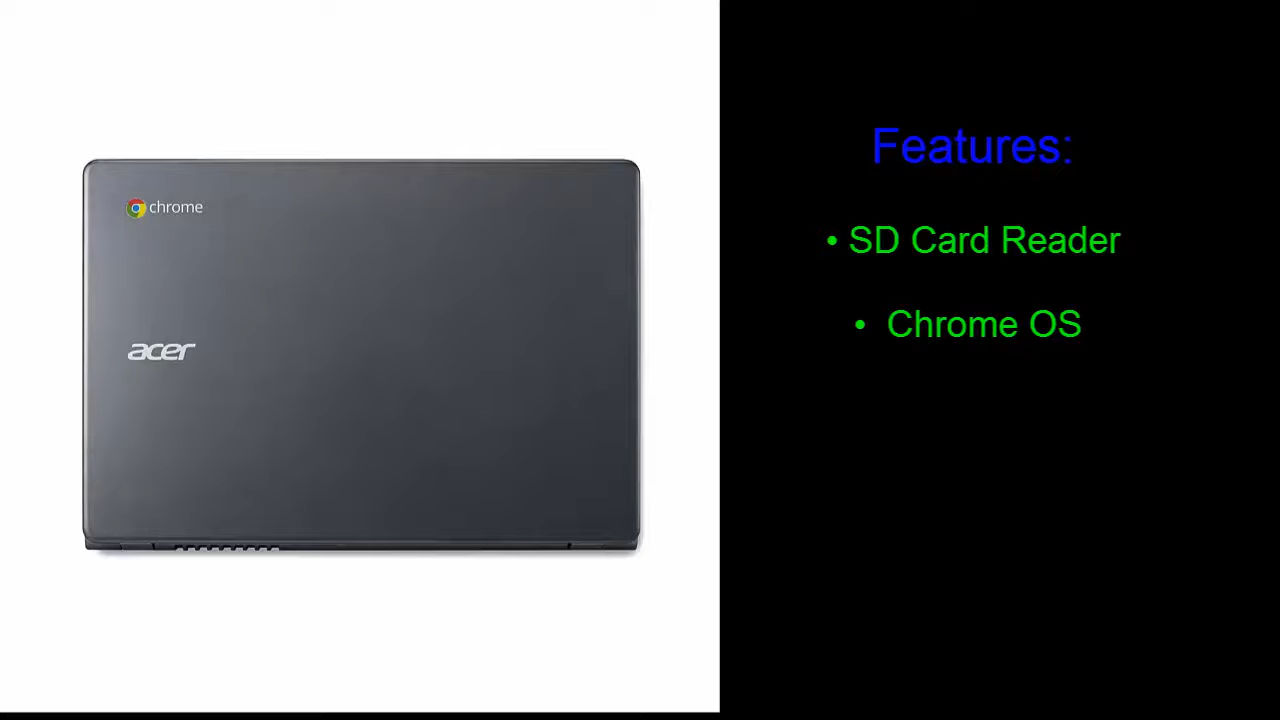 chrome
acer
Features:
• SD Card Reader
• Chrome OS